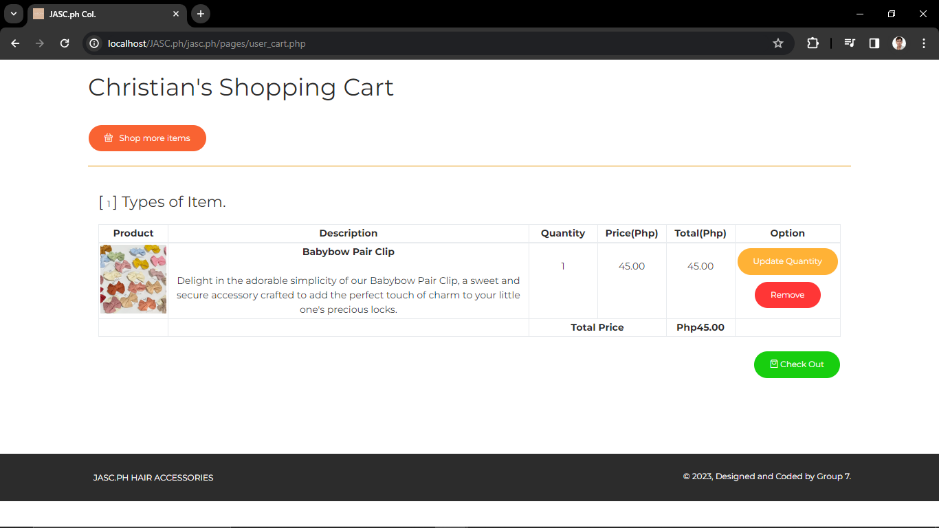 JASC.ph Col.
localhost/JASC.ph/jasc.ph/pages/user_cart.php
Christian's Shopping Cart
Shop more items
[ 1 ] Types of Item.
Product Description Quantity Price(Php) Total(Php) Option
Babybow Pair Clip
Delight in the adorable simplicity of our Babybow Pair Clip, a sweet and
secure accessory crafted to add the perfect touch of charm to your little
one's precious locks.
1 45.00 45.00
Update Quantity
Remove
Total Price Php45.00
Check Out
JASC.PH HAIR ACCESSORIES
© 2023, Designed and Coded by Group 7.